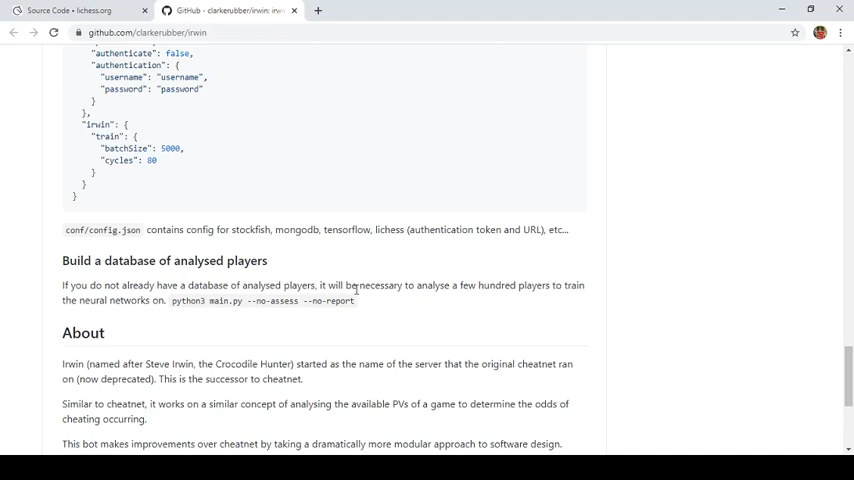 Source Code • lichess.org
GitHub - clarkerubber/irwin: irwi
github.com/clarkerubber/irwin
"authenticate": false,
"authentication": {
"username": "username",
"password": "password"
}
},
"irwin": {
"train": {
"batchSize": 5000,
"cycles": 80
}
}
}
conf/config.json contains config for stockfish, mongodb, tensorflow, lichess (authentication token and URL), etc...
Build a database of analysed players
If you do not already have a database of analysed players, it will be necessary to analyse a few hundred players to train
the neural networks on. python3 main.py --no-assess --no-report
About
Irwin (named after Steve Irwin, the Crocodile Hunter) started as the name of the server that the original cheatnet ran
on (now deprecated). This is the successor to cheatnet.
Similar to cheatnet, it works on a similar concept of analysing the available PVs of a game to determine the odds of
cheating occurring.
This bot makes improvements over cheatnet by taking a dramatically more modular approach to software design.